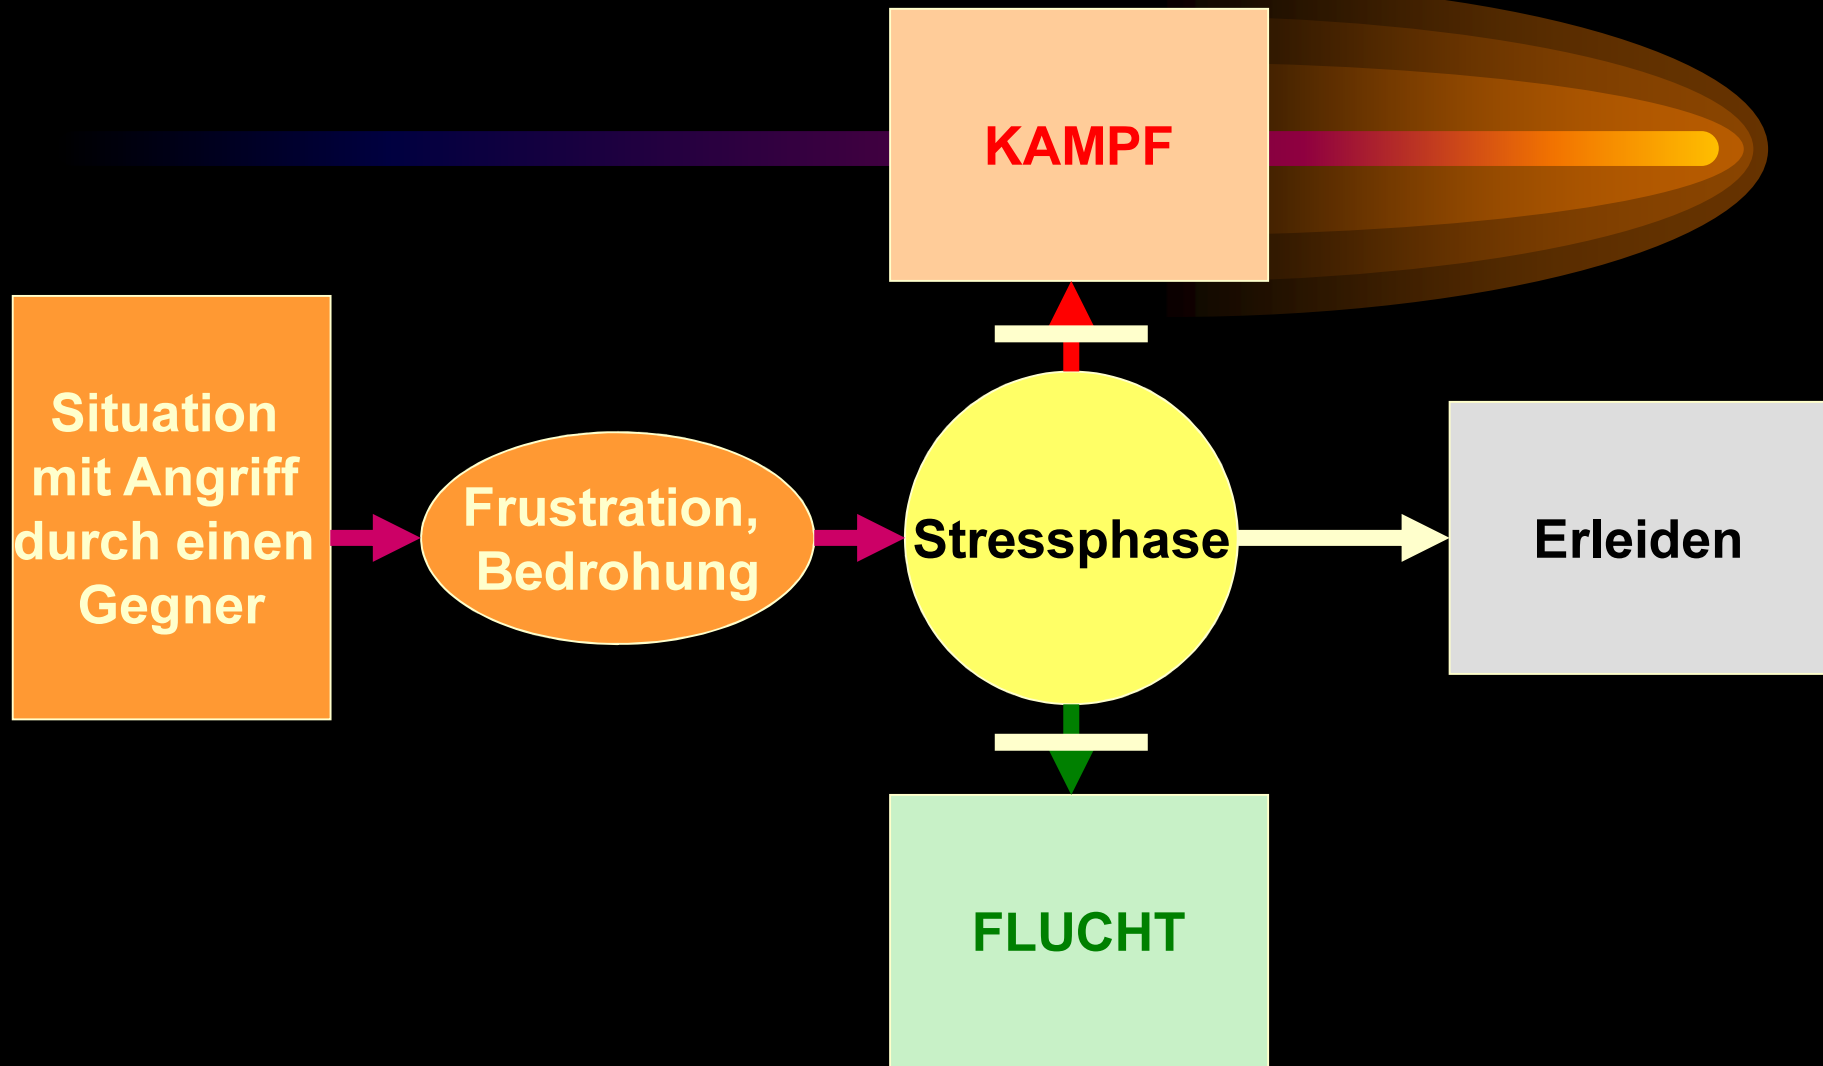 KAMPF
Situation
mit Angriff
durch einen
Gegner
Frustration,
Bedrohung
Stressphase
Erleiden
FLUCHT